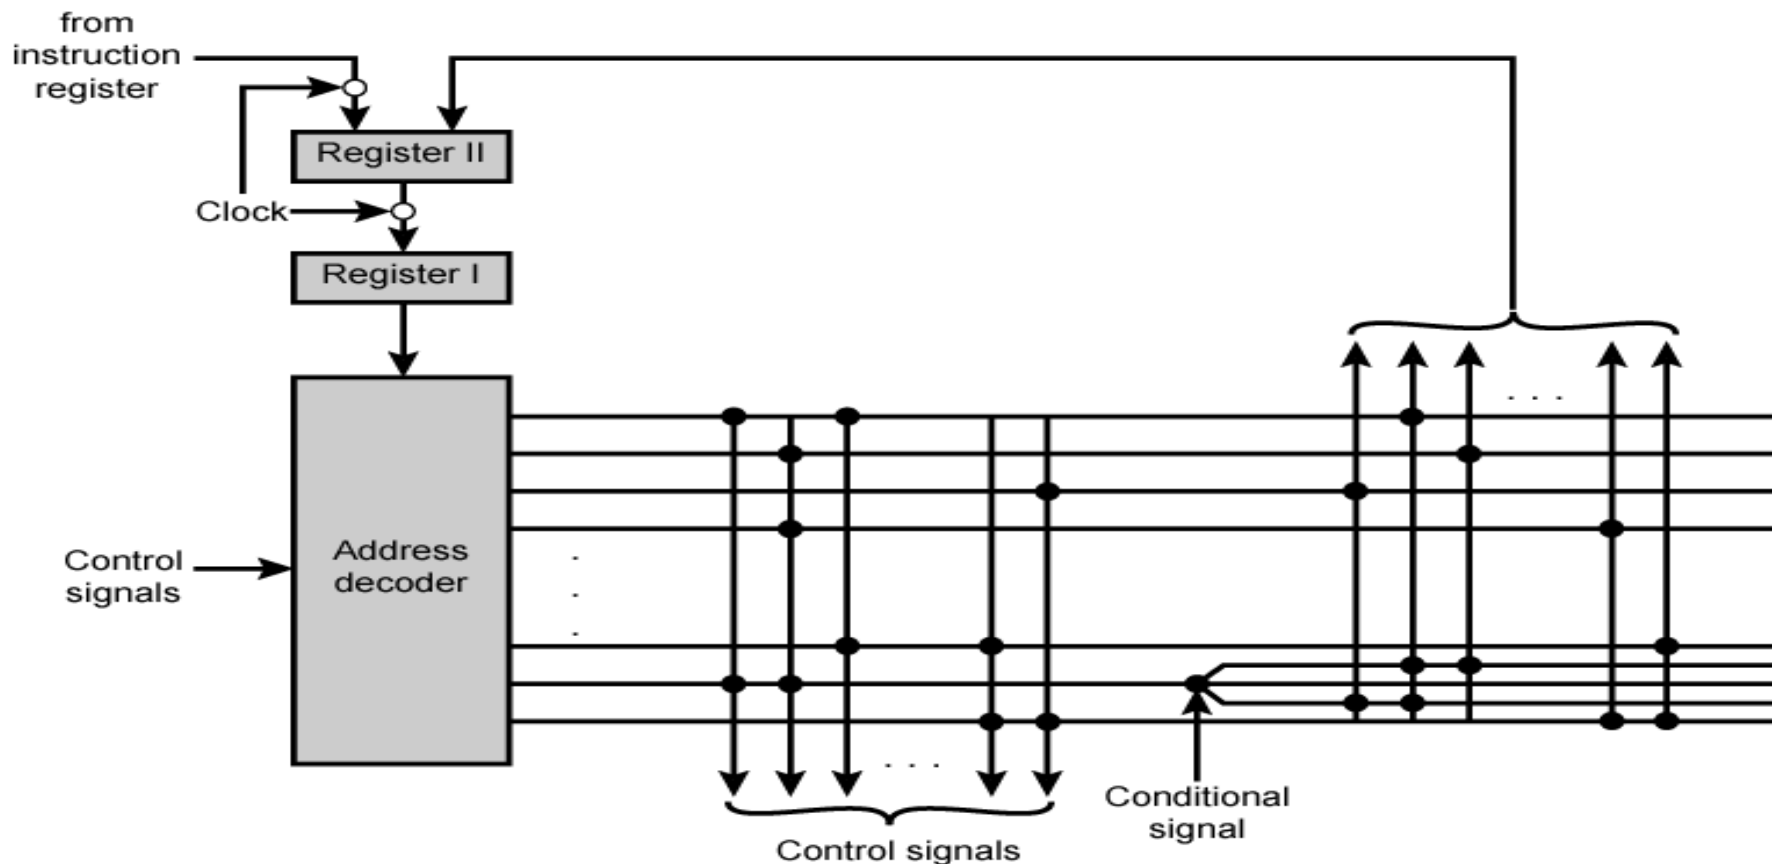 from
instruction
register
Register II
Clock
Register I
. . .
Control
signals
Address
decoder
.
.
.
. . .
Conditional
signal
Control signals